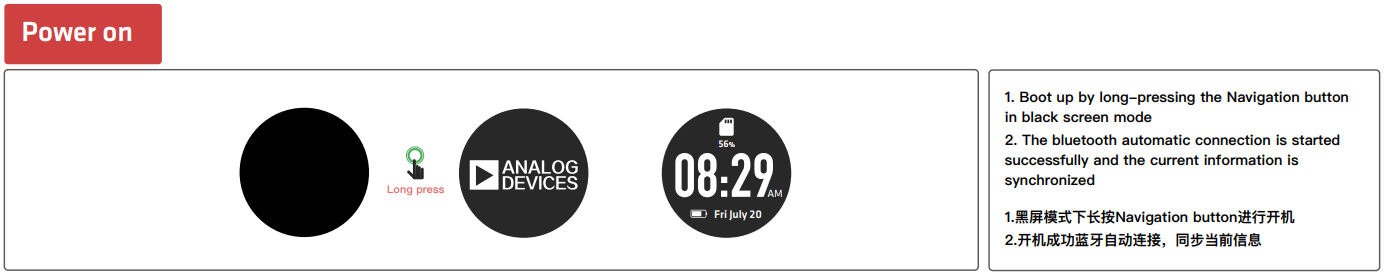 Power on
Long press
ANALOG
DEVICES
56%
08:29 AM
Fri July 20
1. Boot up by long-pressing the Navigation button
in black screen mode
2. The bluetooth automatic connection is started
successfully and the current information is
synchronized
1.黑屏模式下长按Navigation button进行开机
2.开机成功蓝牙自动连接，同步当前信息